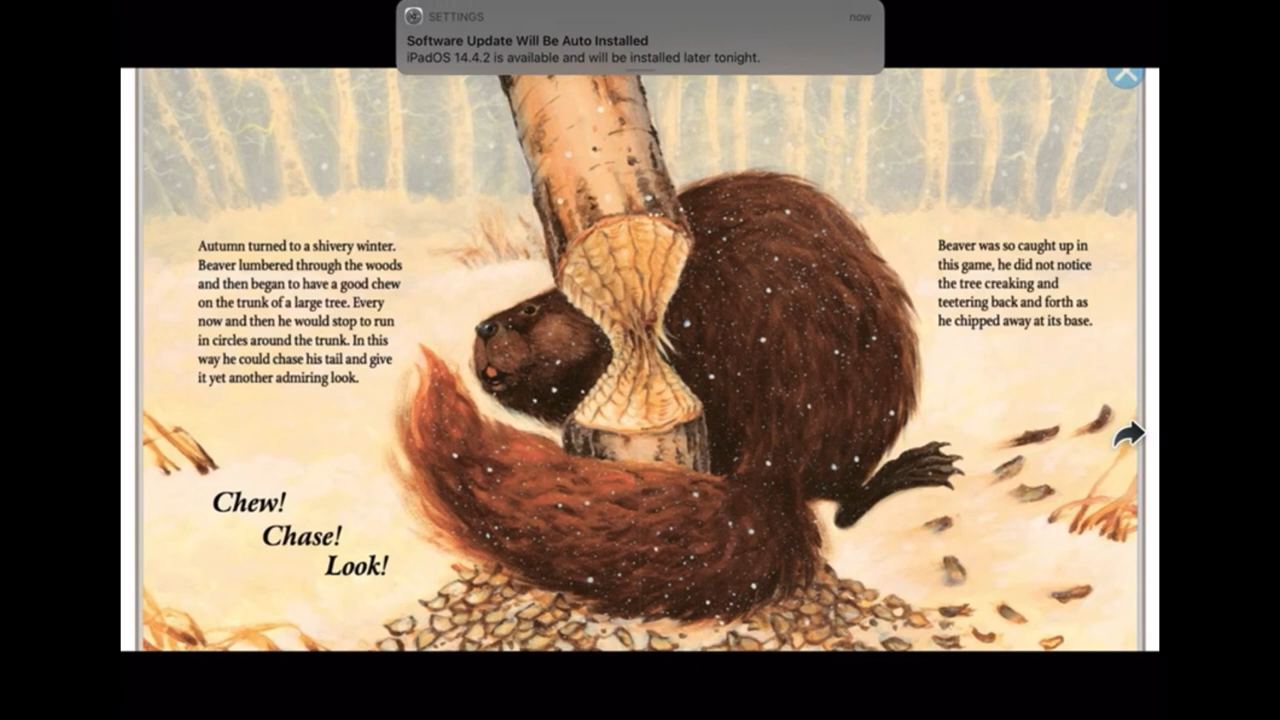 SETTINGS
now
Software Update Will Be Auto Installed
iPadOS 14.4.2 is available and will be installed later tonight.
Autumn turned to a shivery winter.
Beaver lumbered through the woods
and then began to have a good chew
on the trunk of a large tree. Every
now and then he would stop to run
in circles around the trunk. In this
way he could chase his tail and give
it yet another admiring look.
Chew!
Chase!
Look!
Beaver was so caught up in
this game, he did not notice
the tree creaking and
teetering back and forth as
he chipped away at its base.